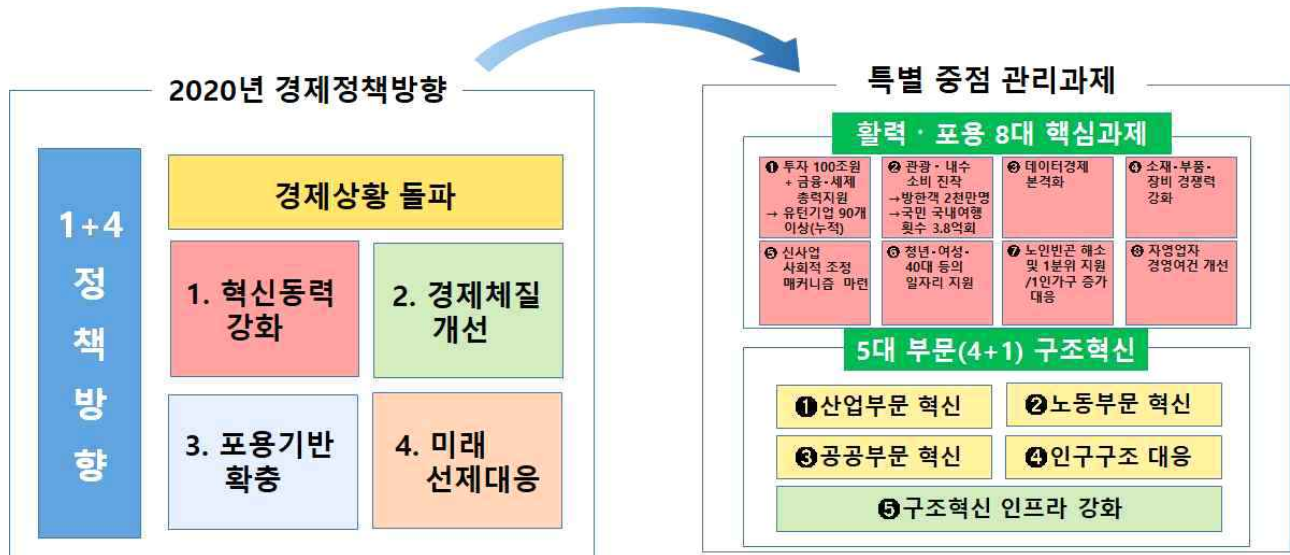 2020년 경제정책방향
1+4
정
책
방
향
경제상황 돌파
1. 혁신동력
강화
2. 경제체질
개선
3. 포용기반
확충
4. 미래
선제대응
특별 중점 관리과제
활력 · 포용 8대 핵심과제
❶ 투자 100조원
+ 금융·세제
총력지원
→ 유턴기업 90개
이상(누적)
❷ 관광· 내수
소비 진작
→방한객 2천만명
→국민 국내여행
횟수 3.8억회
❸ 데이터경제
본격화
❹ 소재·부품·
장비 경쟁력
강화
❺ 신사업
사회적 조정
매커니즘 마련
❻ 청년·여성·
40대 등의
일자리 지원
❼ 노인빈곤 해소
및 1분위 지원
/1인가구 증가
대응
❽ 자영업자
경영여건 개선
5대 부문(4+1) 구조혁신
❶산업부문 혁신
❷노동부문 혁신
❸공공부문 혁신
❹인구구조 대응
❺구조혁신 인프라 강화